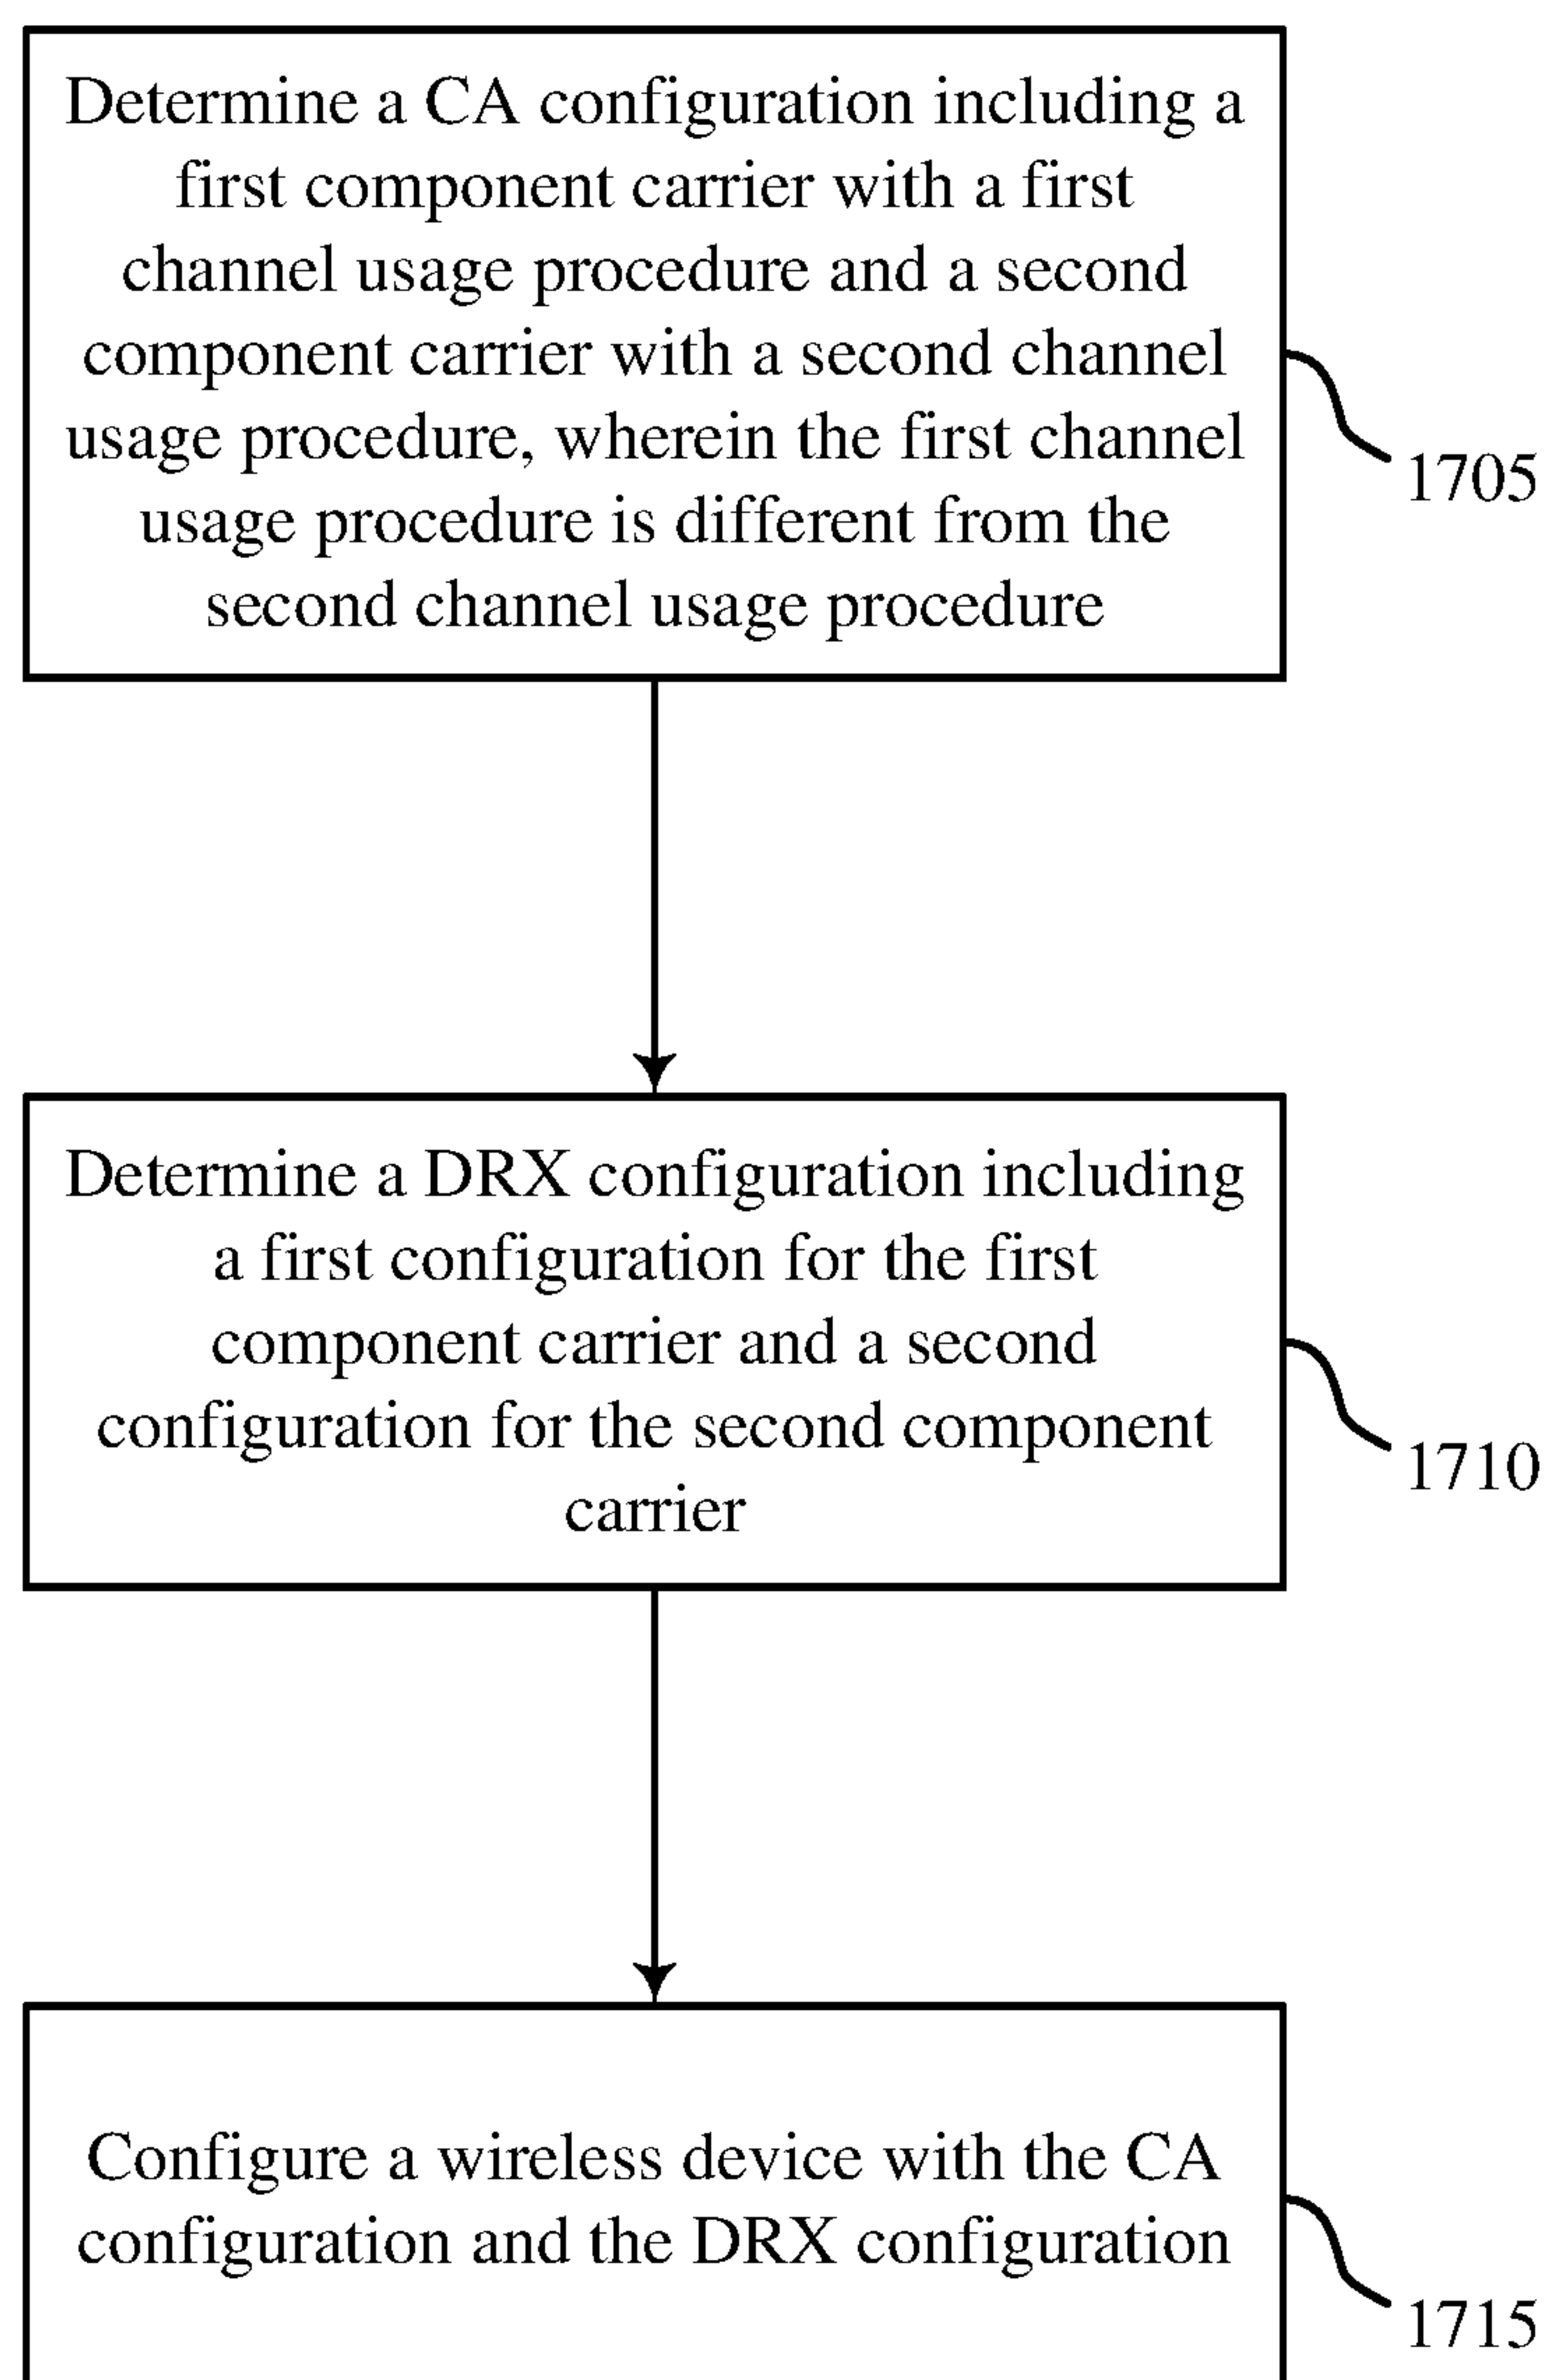 Determine a CA configuration including a
first component carrier with a first
channel usage procedure and a second
component carrier with a second channel
usage procedure, wherein the first channel
usage procedure is different from the
second channel usage procedure
1705
Determine a DRX configuration including
a first configuration for the first
component carrier and a second
configuration for the second component
carrier
1710
Configure a wireless device with the CA
configuration and the DRX configuration
1715